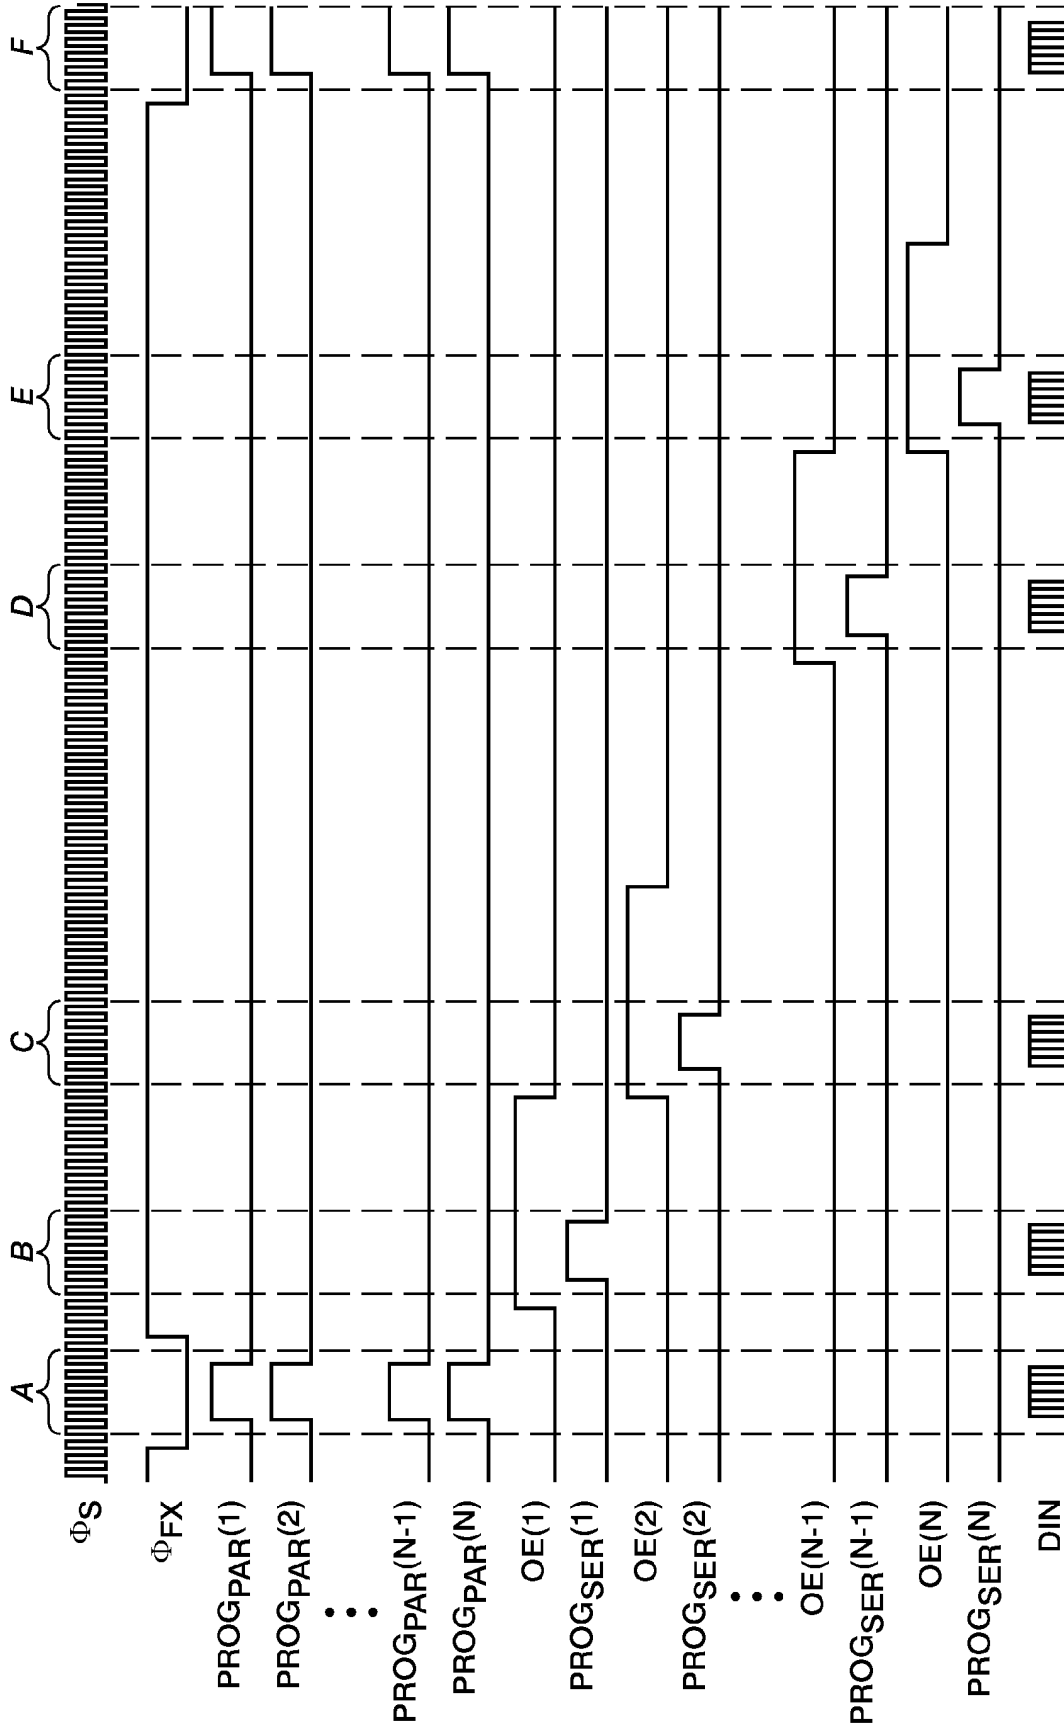 A B C D E F
ΦS
ΦFX
PROGPAR(1)
PROGPAR(2)
PROGPAR(N-1)
PROGPAR(N)
OE(1)
PROGSER(1)
OE(2)
PROGSER(2)
OE(N-1)
PROGSER(N-1)
OE(N)
PROGSER(N)
DIN